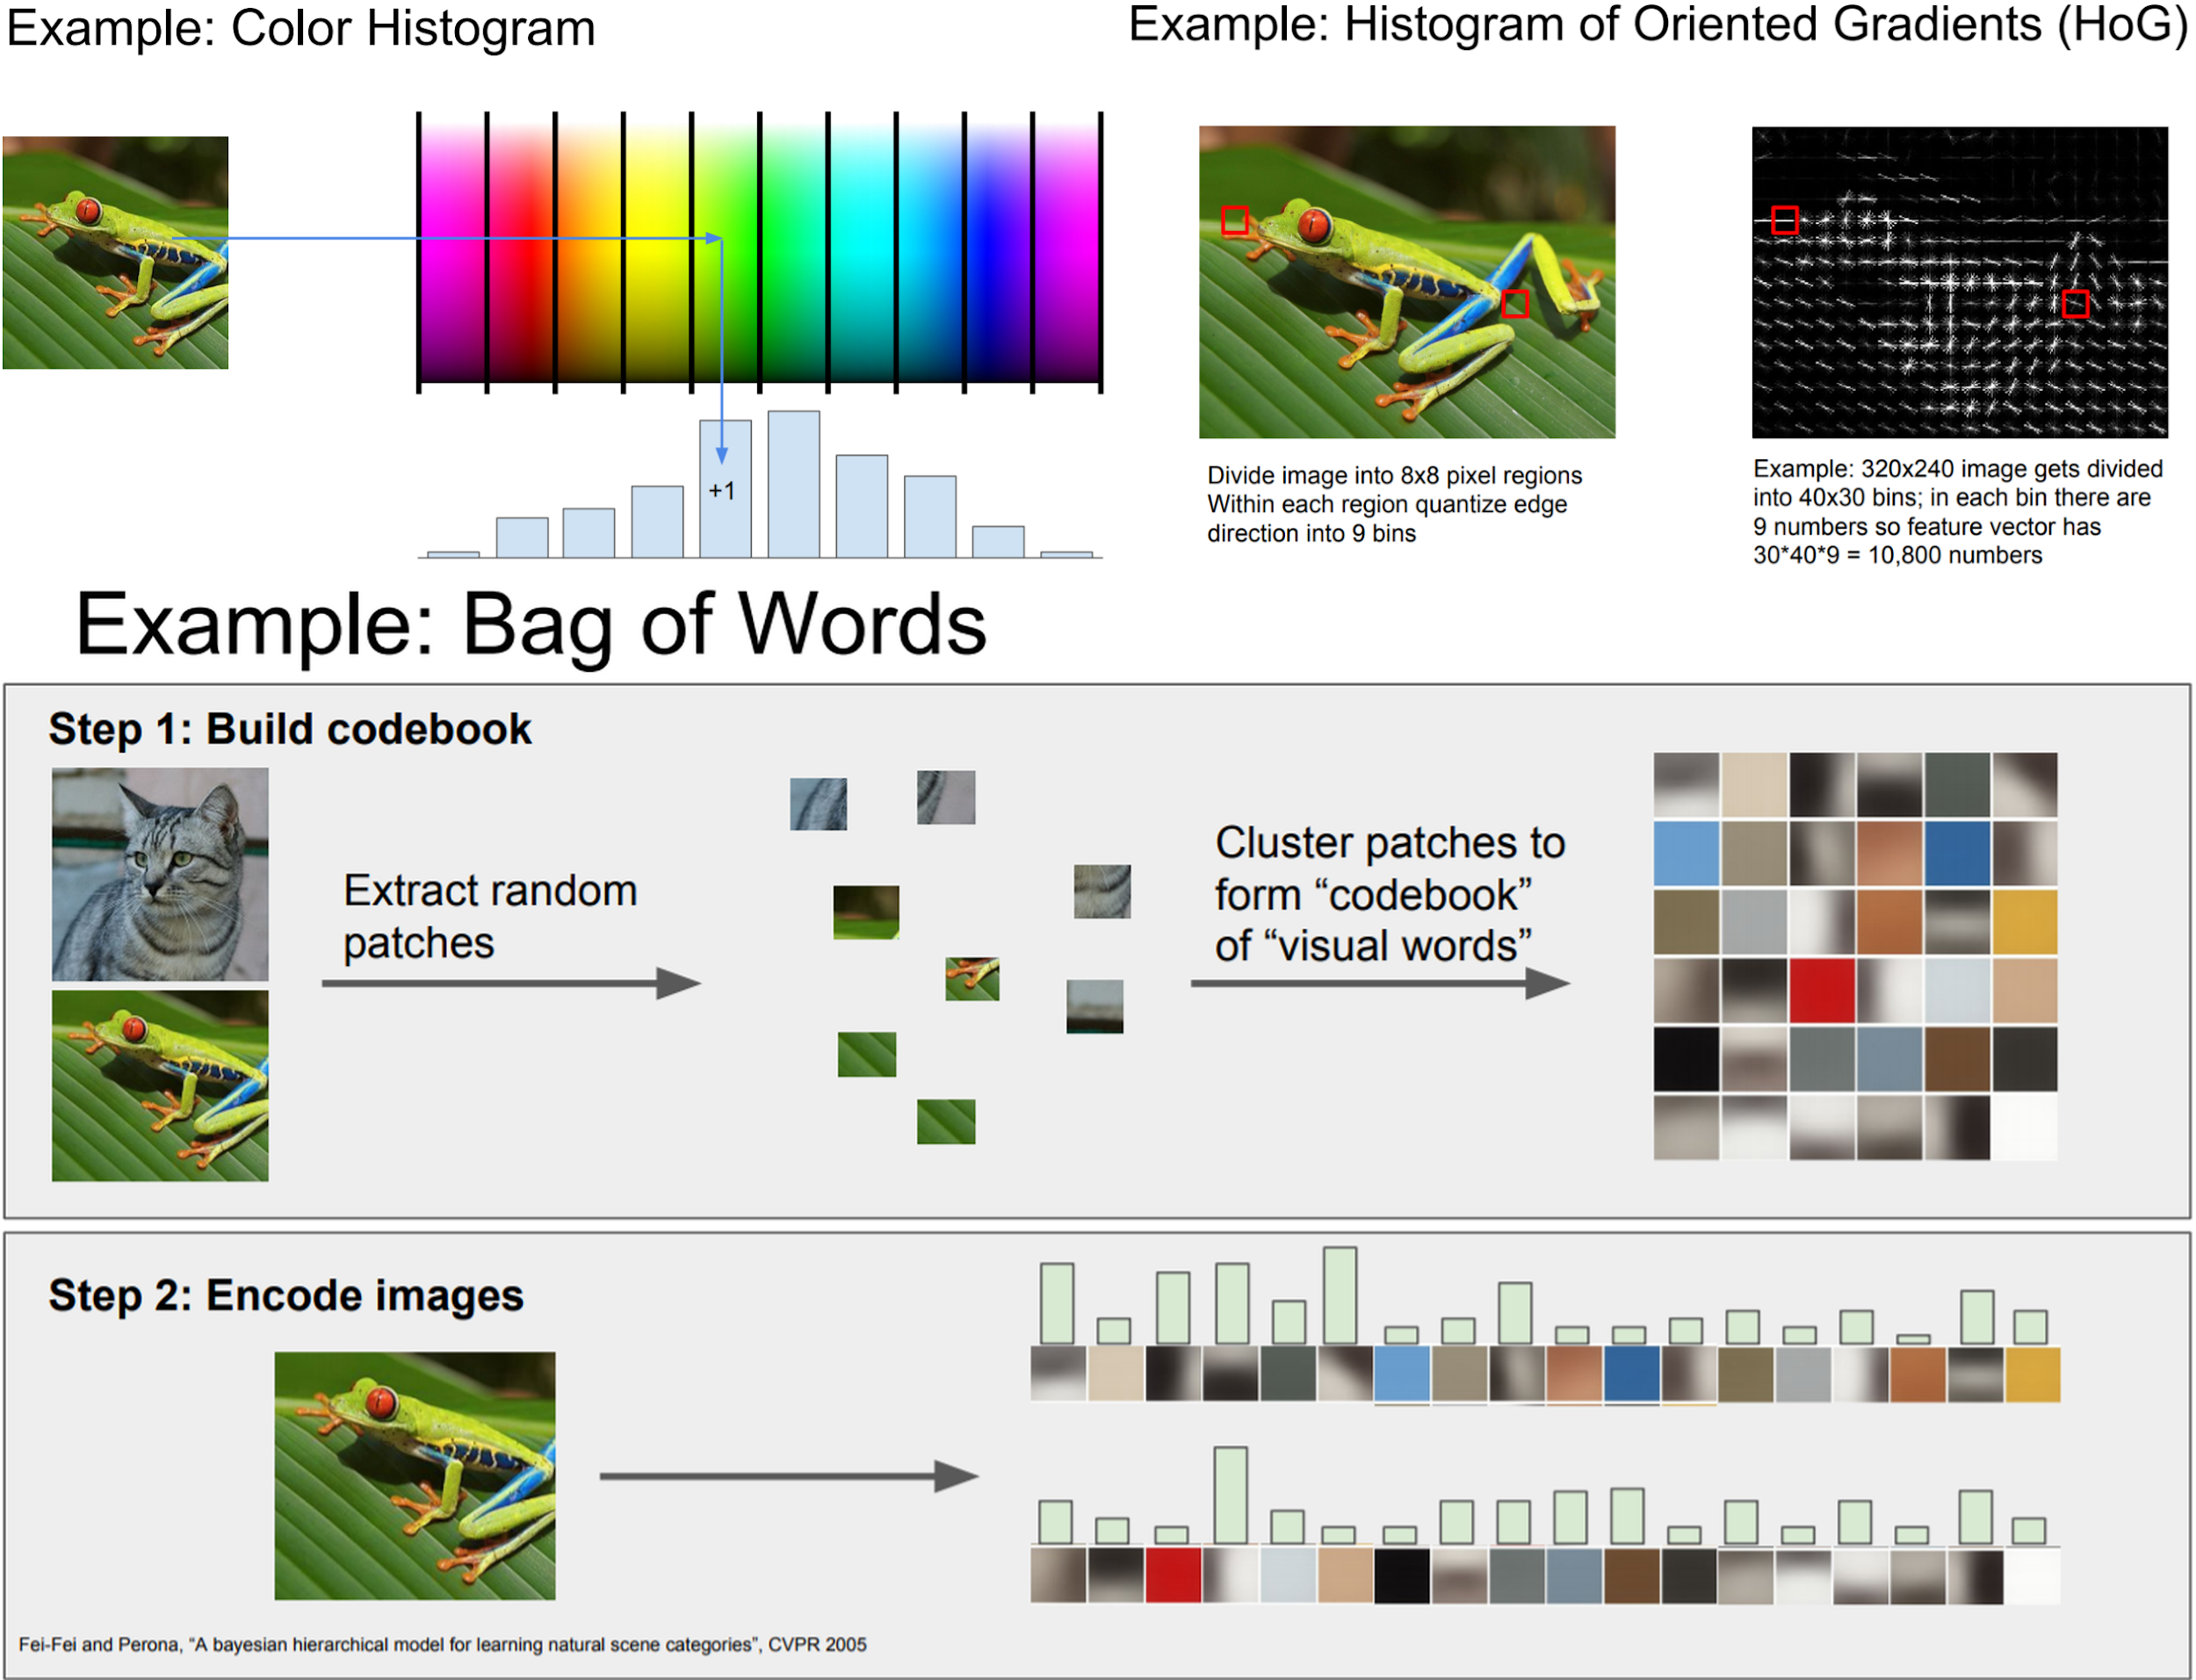 Example: Color Histogram
+1
Example: Histogram of Oriented Gradients (HoG)
Divide image into 8x8 pixel regions
Within each region quantize edge
direction into 9 bins
Example: 320x240 image gets divided
into 40x30 bins; in each bin there are
9 numbers so feature vector has
30*40*9 = 10,800 numbers
Example: Bag of Words
Step 1: Build codebook
Extract random
patches
Cluster patches to
form “codebook”
of “visual words”
Step 2: Encode images
Fei-Fei and Perona, “A bayesian hierarchical model for learning natural scene categories”, CVPR 2005